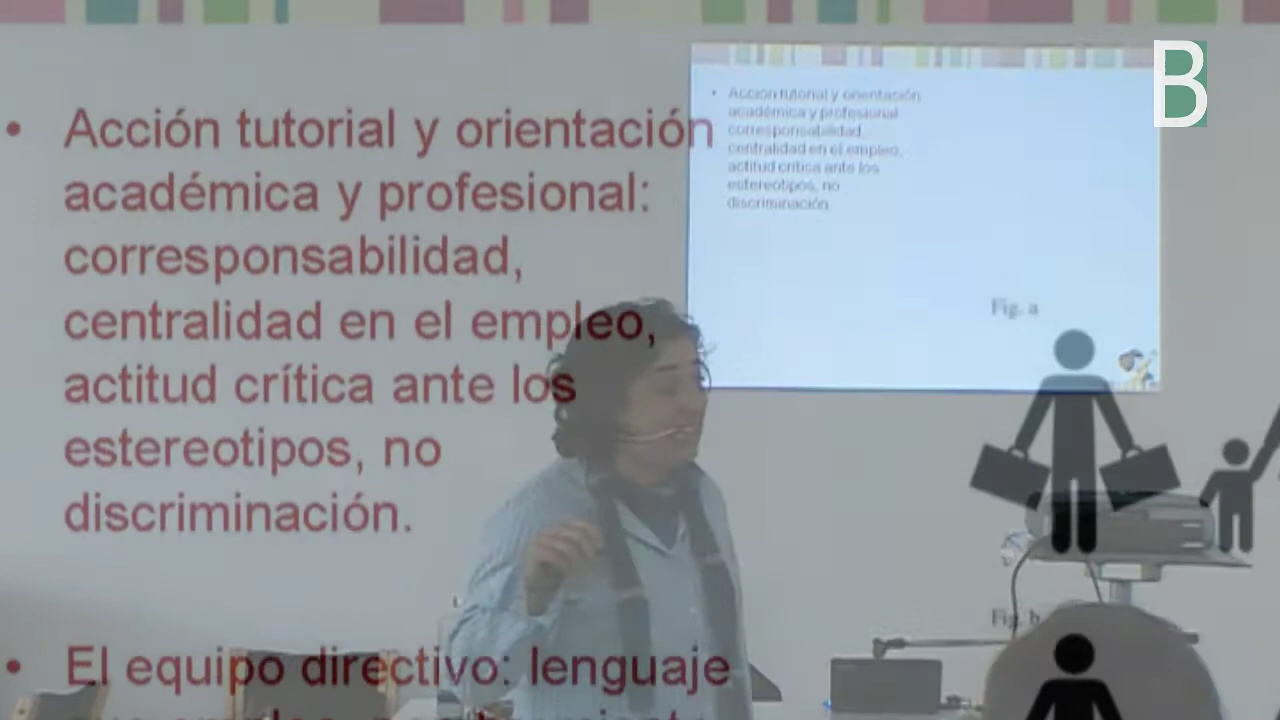 B
• Acción tutorial y orientación
académica y profesional:
corresponsabilidad,
centralidad en el empleo,
actitud crítica ante los
estereotipos, no
discriminación.
• El equipo directivo: lenguaje
• Acción tutorial y orientación
académica y profesional:
corresponsabilidad,
centralidad en el empleo,
actitud crítica ante los
estereotipos, no
discriminación.
Fig. a
Fig. b